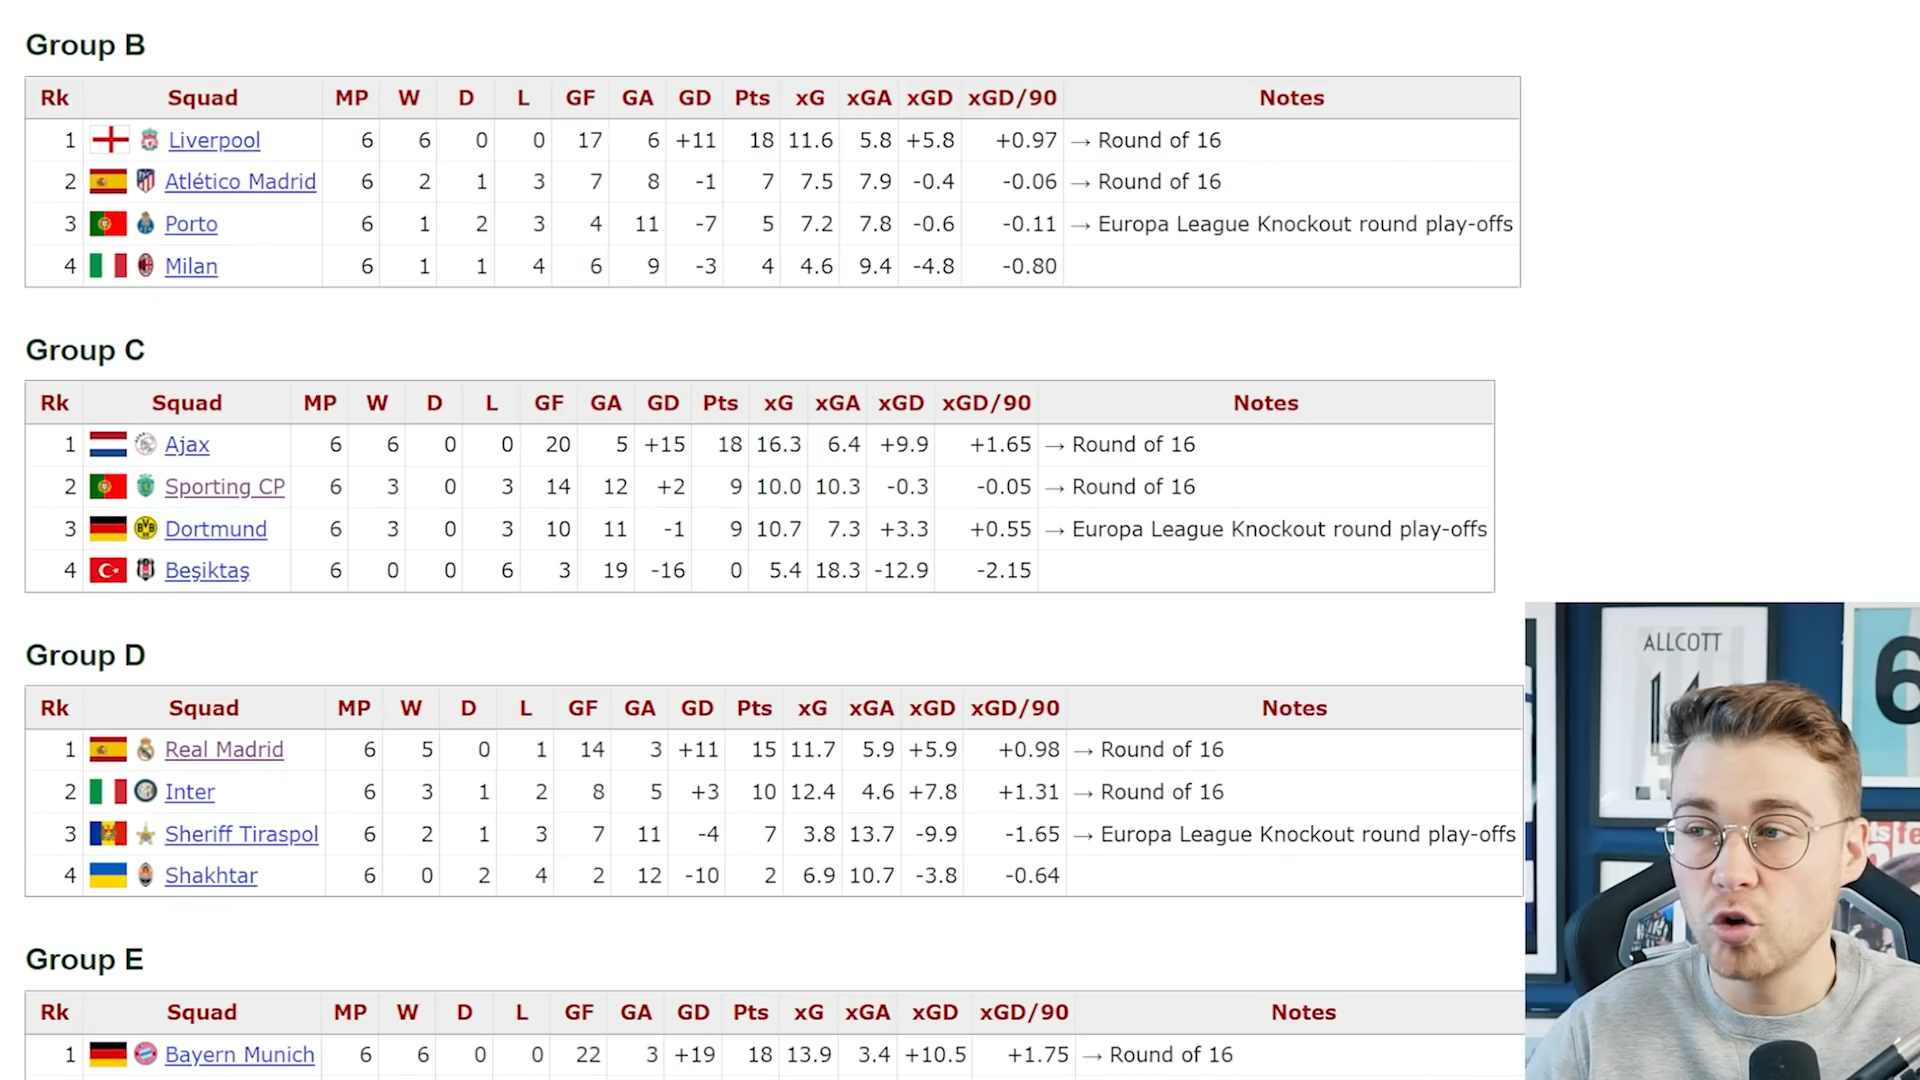 Group B
Rk Squad MP W D L GF GA GD Pts xG xGA xGD xGD/90 Notes
1 Liverpool 6 6 0 0 17 6 +11 18 11.6 5.8 +5.8 +0.97 → Round of 16
2 Atlético Madrid 6 2 1 3 7 8 -1 7 7.5 7.9 -0.4 -0.06 → Round of 16
3 Porto 6 1 2 3 4 11 -7 5 7.2 7.8 -0.6 -0.11 → Europa League Knockout round play-offs
4 Milan 6 1 1 4 6 9 -3 4 4.6 9.4 -4.8 -0.80
Group C
Rk Squad MP W D L GF GA GD Pts xG xGA xGD xGD/90 Notes
1 Ajax 6 6 0 0 20 5 +15 18 16.3 6.4 +9.9 +1.65 → Round of 16
2 Sporting CP 6 3 0 3 14 12 +2 9 10.0 10.3 -0.3 -0.05 → Round of 16
3 Dortmund 6 3 0 3 10 11 -1 9 10.7 7.3 +3.3 +0.55 → Europa League Knockout round play-offs
4 Beşiktaş 6 0 0 6 3 19 -16 0 5.4 18.3 -12.9 -2.15
Group D
Rk Squad MP W D L GF GA GD Pts xG xGA xGD xGD/90 Notes
1 Real Madrid 6 5 0 1 14 3 +11 15 11.7 5.9 +5.9 +0.98 → Round of 16
2 Inter 6 3 1 2 8 5 +3 10 12.4 4.6 +7.8 +1.31 → Round of 16
3 Sheriff Tiraspol 6 2 1 3 7 11 -4 7 3.8 13.7 -9.9 -1.65 → Europa League Knockout round play-offs
4 Shakhtar 6 0 2 4 2 12 -10 2 6.9 10.7 -3.8 -0.64
Group E
Rk Squad MP W D L GF GA GD Pts xG xGA xGD xGD/90 Notes
1 Bayern Munich 6 6 0 0 22 3 +19 18 13.9 3.4 +10.5 +1.75 → Round of 16
ALLCOTT
14
6